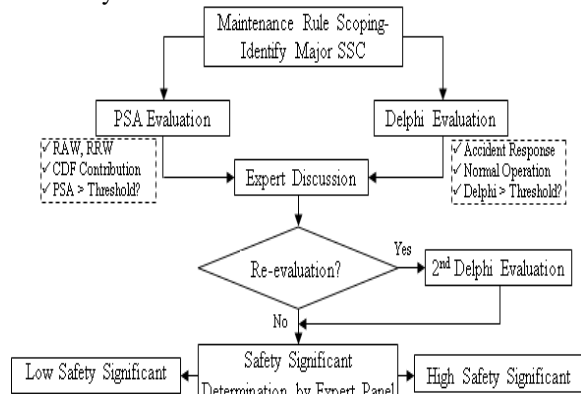 Maintenance Rule Scoping-
Identify Major SSC
PSA Evaluation
Delphi Evaluation
✓RAW, RRW
✓CDF Contribution
✓PSA > Threshold?
✓Accident Response
✓Normal Operation
✓Delphi > Threshold?
Expert Discussion
Re-evaluation?
Yes
2nd Delphi Evaluation
No
Low Safety Significant
Safety Significant
Determination by Expert Panel
High Safety Significant